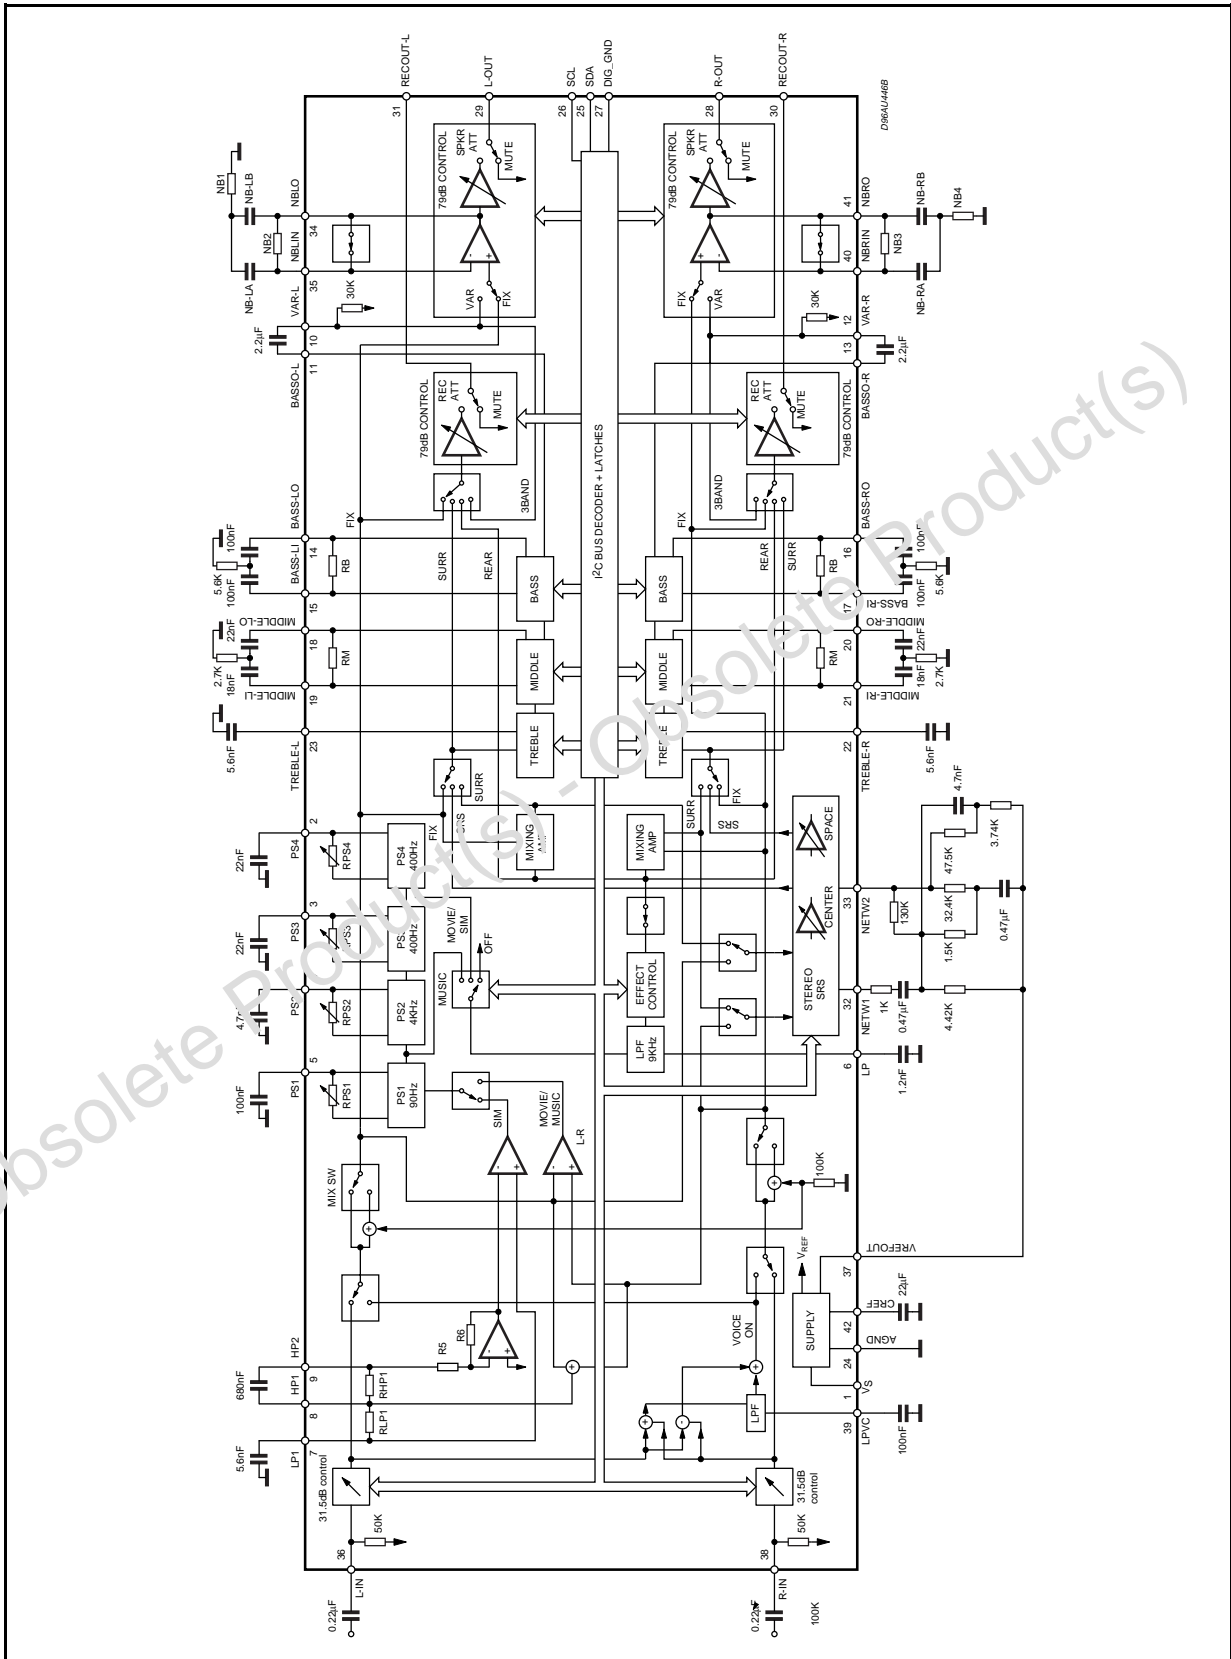 RECOUT-L
31
L-OUT
29
SCL
26
SDA
25
DIG_GND
27
R-OUT
28
RECOUT-R
30
D96AU446B
NB1
NB-LB
NBLO
34
NB2
NBLIN
35
NB-LA
VAR-L
10
30K
2.2µF
BASSO-L
11
79dB CONTROL
SPKR
ATT
MUTE
VAR
FIX
79dB CONTROL
SPKR
ATT
MUTE
FIX
VAR
NBRO
41
NB-RB
NB4
NB3
NBRIN
40
NB-RA
30K
VAR-R
12
13
2.2µF
BASSO-R
79dB CONTROL
REC
ATT
MUTE
3BAND
FIX
SURR
REAR
I2C BUS DECODER + LATCHES
79dB CONTROL
REC
ATT
MUTE
3BAND
FIX
REAR
SURR
BASS-LO
14
100nF
5.6K
100nF
BASS-LI
15
RB
BASS
BASS
RB
BASS-RO
16
100nF
5.6K
100nF
BASS-RI
17
MIDDLE-LO
18
22nF
2.7K
18nF
MIDDLE-LI
19
RM
MIDDLE
MIDDLE
RM
MIDDLE-RO
20
22nF
18nF
2.7K
MIDDLE-RI
21
5.6nF
TREBLE-L
23
TREBLE
TREBLE
TREBLE-R
22
5.6nF
SURR
FIX
SURR
SRS
FIX
22nF
PS4
2
RPS4
PS4
400Hz
MIXING
MIXING
AMP
SPACE
CENTER
STEREO
SRS
4.7nF
3.74K
47.5K
32.4K
0.47µF
130K
1.5K
NETW2
33
22nF
PS3
3
400Hz
MOVIE/
SIM
OFF
MUSIC
EFFECT
CONTROL
LPF
9KHz
NETW1
32
1K
0.47µF
4.42K
RPS2
PS2
4KHz
LP
6
1.2nF
100nF
PS1
5
RPS1
PS1
90Hz
SIM
MOVIE/
MUSIC
L-R
MIX SW
100K
VREF
VREFOUT
37
22µF
CREF
42
AGND
24
VS
1
SUPPLY
VOICE
ON
LPF
LPVC
39
100nF
680nF
HP2
9
HP1
8
RHP1
RLP1
R5
R6
5.6nF
LP1
7
31.5dB control
31.5dB
control
50K
50K
36
L-IN
0.22µF
38
R-IN
0.22µF
100K
Obsolete Product(s) - Obsolete Product(s)